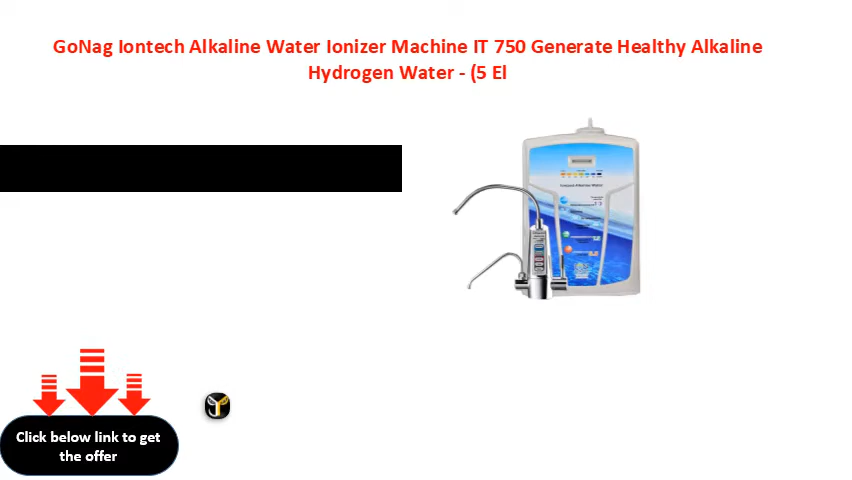 GoNag Iontech Alkaline Water Ionizer Machine IT 750 Generate Healthy Alkaline
Hydrogen Water - (5 El
Click below link to get
the offer